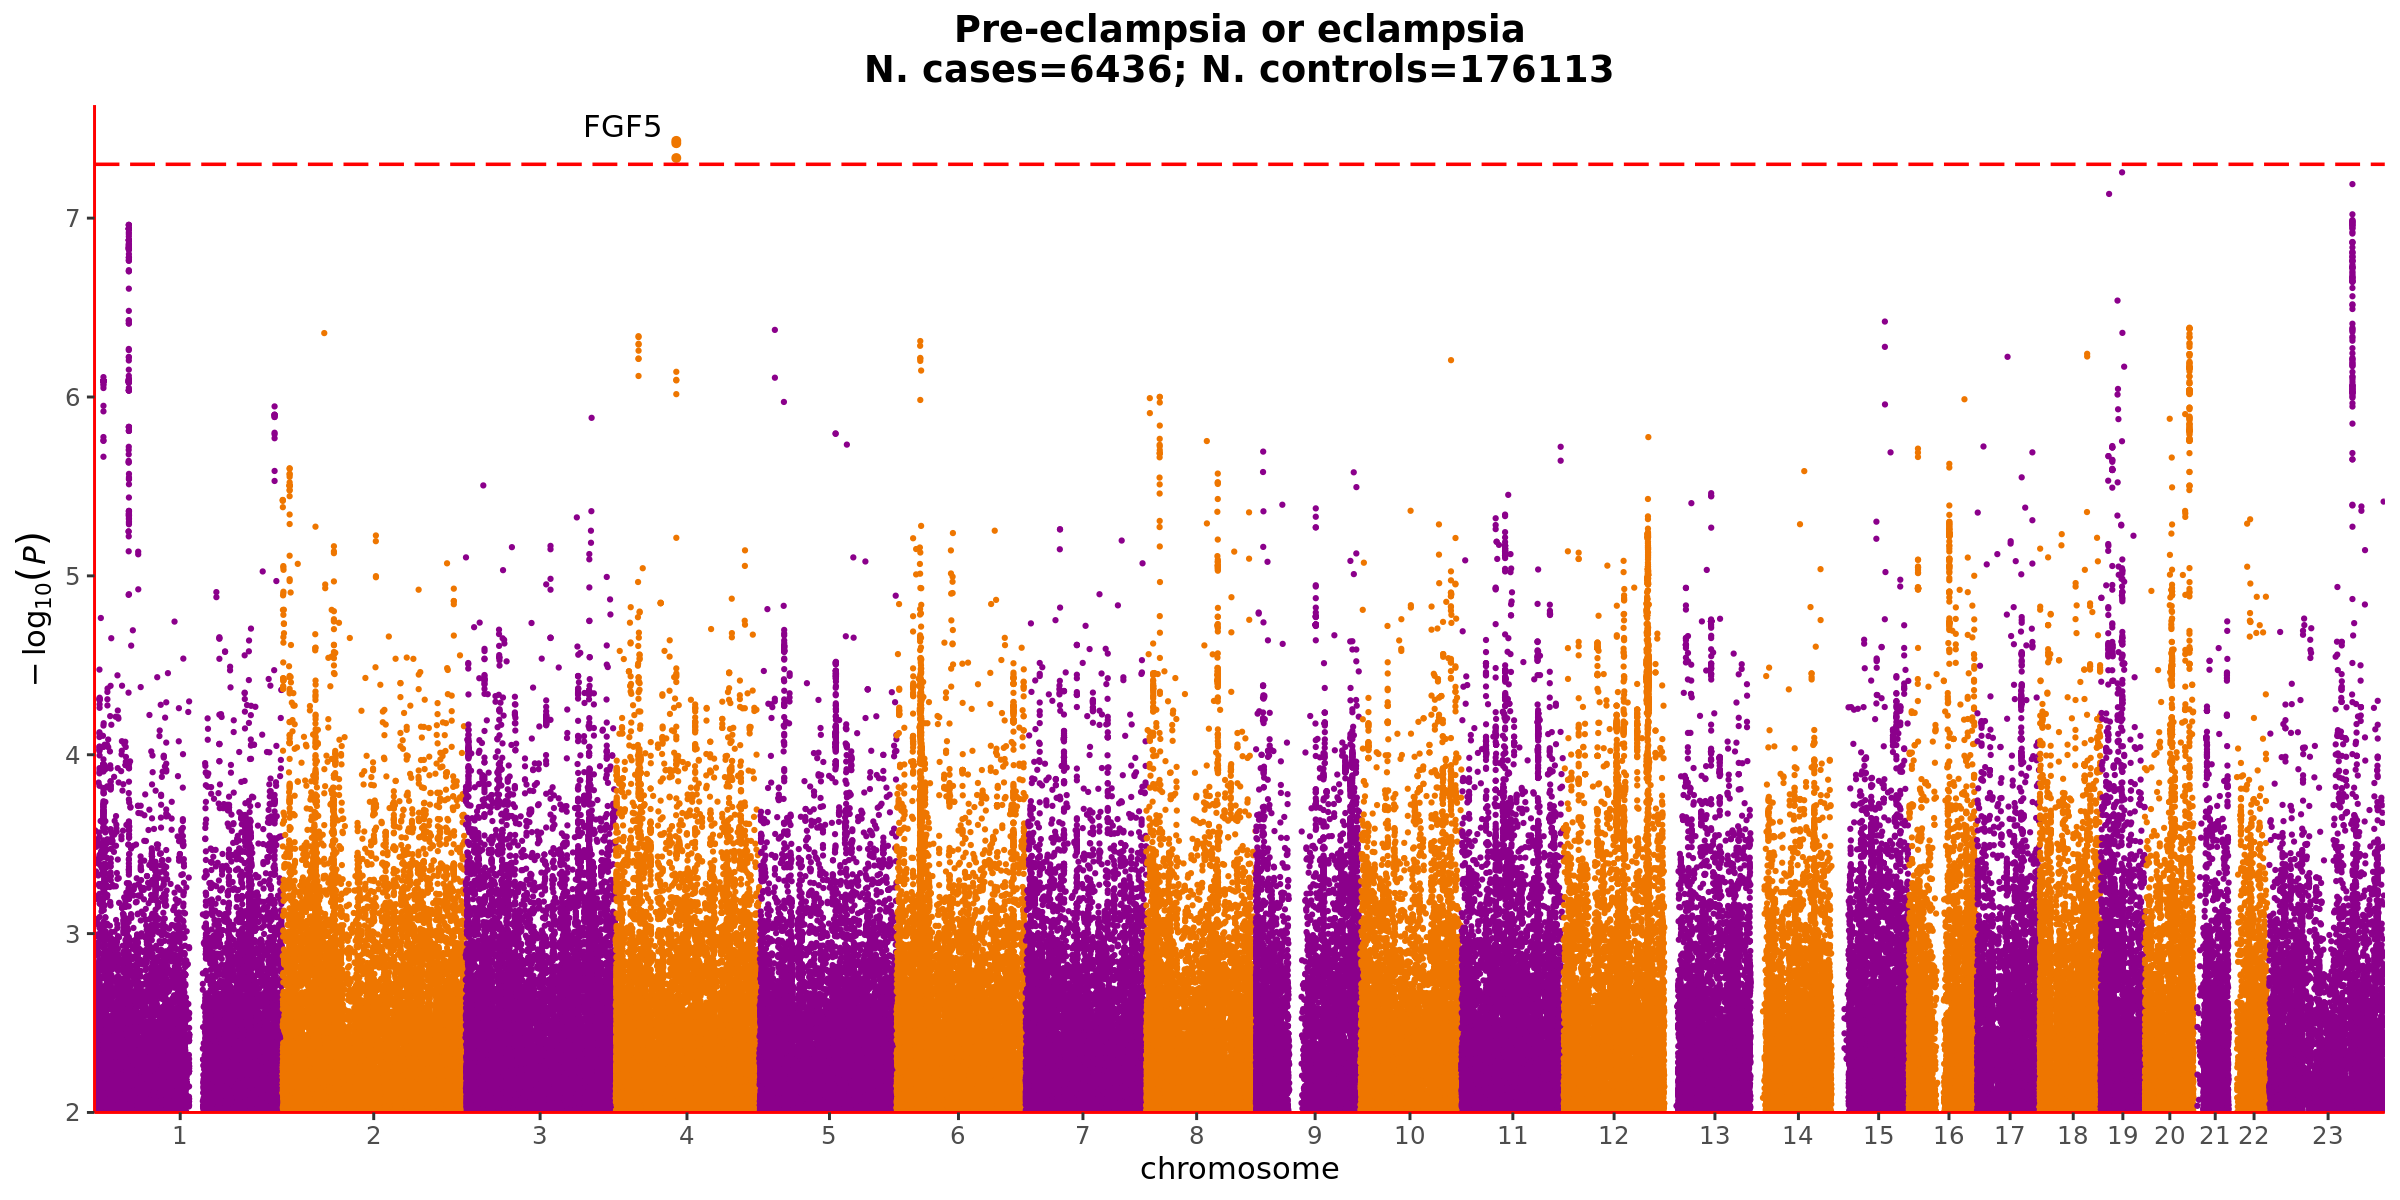 Pre-eclampsia or eclampsia
N. cases=6436; N. controls=176113
FGF5
7
6
5
4
3
2
−log10(P)
1 2 3 4 5 6 7 8 9 10 11 12 13 14 15 16 17 18 19 20 21 22 23
chromosome